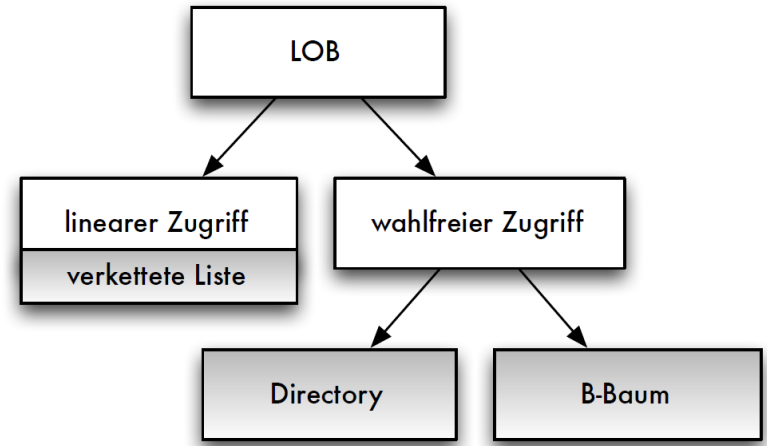 LOB
linearer Zugriff
verkettete Liste
wahlfreier Zugriff
Directory
B-Baum